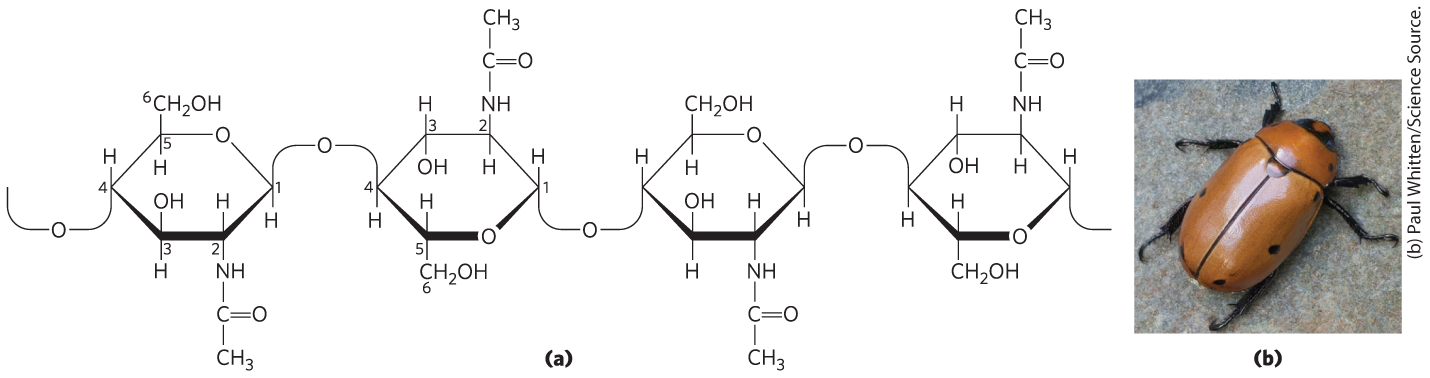 CH₃ CH₃
C=O C=O
⁶CH₂OH H NH CH₂OH H NH
5 O 3 2 O
H H O OH H H H H O OH H H
4 1 4 1
OH H H H H OH H H H H
O O O O
3 2 5
H NH CH₂OH H NH CH₂OH
6
C=O C=O
CH₃ CH₃
(a) (b)
(b) Paul Whitten/Science Source.